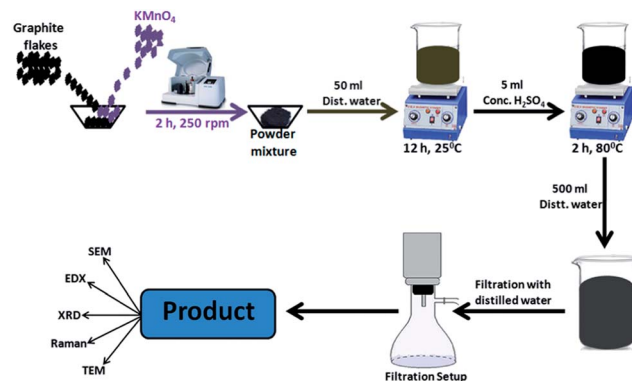 Graphite
flakes
KMnO₄
2 h, 250 rpm
Powder
mixture
50 ml
Dist. water
12 h, 25⁰C
5 ml
Conc. H₂SO₄
2 h, 80⁰C
500 ml
Distt. water
Filtration with
distilled water
Filtration Setup
Product
SEM
EDX
XRD
Raman
TEM